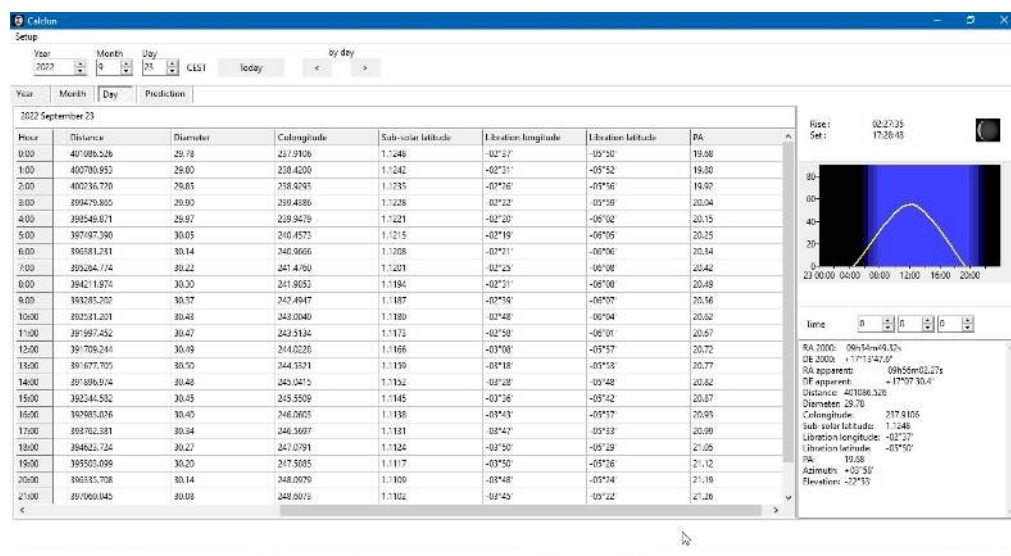 Calclun
Setup
Year Month Day by day
2022 9 23 CEST Today < >
Year Month Day Prediction
2022 September 23
Hour Distance Diameter Colongitude Sub-solar latitude Libration longitude Libration latitude PA
0:00 401086.526 29.78 237.9106 1.1248 -02°37' -05°50' 19.68
1:00 400780.953 29.80 238.4200 1.1242 -02°31' -05°52' 19.80
2:00 400236.720 29.85 238.9293 1.1235 -02°26' -05°56' 19.92
3:00 399479.865 29.90 239.4386 1.1228 -02°22' -05°59' 20.04
4:00 398549.871 29.97 239.9479 1.1221 -02°20' -06°02' 20.15
5:00 397497.390 30.05 240.4573 1.1215 -02°19' -06°05' 20.25
6:00 396381.231 30.14 240.9666 1.1208 -02°21' -06°06' 20.34
7:00 395264.774 30.22 241.4760 1.1201 -02°25' -06°08' 20.42
8:00 394211.974 30.30 241.9853 1.1194 -02°31' -06°08' 20.49
9:00 393283.202 30.37 242.4947 1.1187 -02°39' -06°07' 20.56
10:00 392531.201 30.43 243.0040 1.1180 -02°48' -06°04' 20.62
11:00 391997.452 30.47 243.5134 1.1173 -02°58' -06°01' 20.67
12:00 391709.244 30.49 244.0228 1.1166 -03°08' -05°57' 20.72
13:00 391677.705 30.50 244.5321 1.1159 -03°18' -05°53' 20.77
14:00 391896.974 30.48 245.0415 1.1152 -03°28' -05°48' 20.82
15:00 392344.582 30.45 245.5509 1.1145 -03°36' -05°42' 20.87
16:00 392983.026 30.40 246.0603 1.1138 -03°43' -05°37' 20.93
17:00 393762.381 30.34 246.5697 1.1131 -03°47' -05°33' 20.99
18:00 394623.724 30.27 247.0791 1.1124 -03°50' -05°29' 21.05
19:00 395503.099 30.20 247.5885 1.1117 -03°50' -05°26' 21.12
20:00 396335.708 30.14 248.0979 1.1109 -03°48' -05°24' 21.19
21:00 397060.045 30.08 248.6073 1.1102 -03°45' -05°22' 21.26
Rise: 02:27:35
Set: 17:28:48
80
60
40
20
0
23 00:00 04:00 08:00 12:00 16:00 20:00
Time 0 0 0
RA 2000: 09h54m49.32s
DE 2000: +17°13'47.6"
RA apparent: 09h56m02.27s
DE apparent: +17°07'30.4"
Distance: 401086.526
Diameter: 29.78
Colongitude: 237.9106
Sub-solar latitude: 1.1248
Libration longitude: -02°37'
Libration latitude: -05°50'
PA: 19.68
Azimuth: +03°58'
Elevation: -22°53'